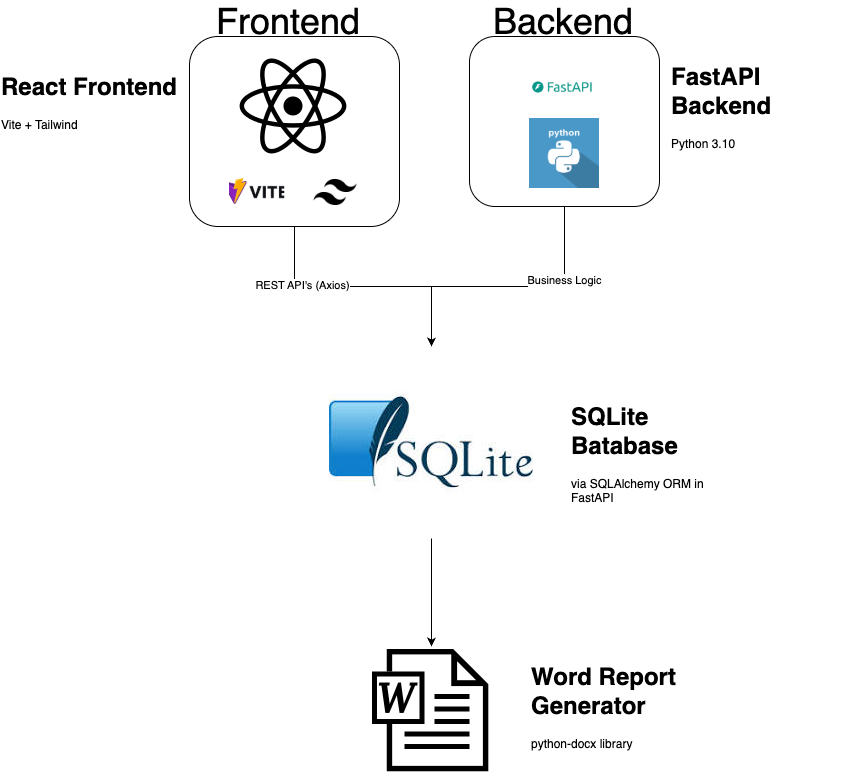 Frontend
Backend
React Frontend
Vite + Tailwind
VITE
FastAPI
python
FastAPI
Backend
Python 3.10
REST API's (Axios)
Business Logic
SQLite
SQLite
Batabase
via SQLAlchemy ORM in
FastAPI
W
Word Report
Generator
python-docx library